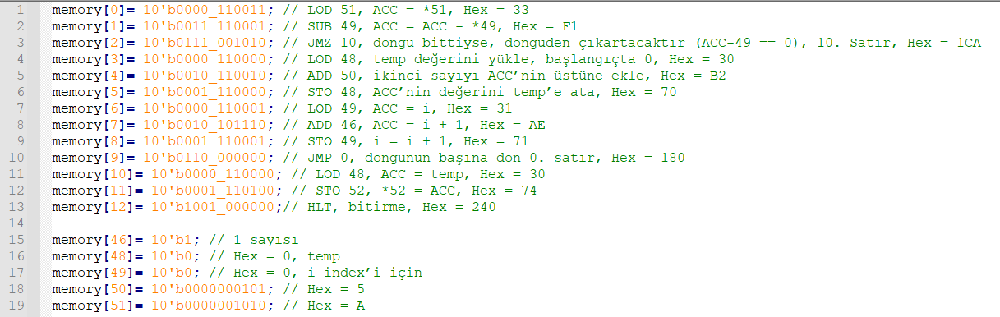 1 memory[0]= 10'b0000_110011; // LOD 51, ACC = *51, Hex = 33
2 memory[1]= 10'b0011_110001; // SUB 49, ACC = ACC - *49, Hex = F1
3 memory[2]= 10'b0111_001010; // JMZ 10, döngü bittiyse, döngüden çıkartacaktır (ACC-49 == 0), 10. Satır, Hex = 1CA
4 memory[3]= 10'b0000_110000; // LOD 48, temp değerini yükle, başlangıçta 0, Hex = 30
5 memory[4]= 10'b0010_110010; // ADD 50, ikinci sayıyı ACC’nin üstüne ekle, Hex = B2
6 memory[5]= 10'b0001_110000; // STO 48, ACC’nin değerini temp’e ata, Hex = 70
7 memory[6]= 10'b0000_110001; // LOD 49, ACC = i, Hex = 31
8 memory[7]= 10'b0010_101110; // ADD 46, ACC = i + 1, Hex = AE
9 memory[8]= 10'b0001_110001; // STO 49, i = i + 1, Hex = 71
10 memory[9]= 10'b0110_000000; // JMP 0, döngünün başına dön 0. satır, Hex = 180
11 memory[10]= 10'b0000_110000; // LOD 48, ACC = temp, Hex = 30
12 memory[11]= 10'b0001_110100; // STO 52, *52 = ACC, Hex = 74
13 memory[12]= 10'b1001_000000;// HLT, bitirme, Hex = 240
14
15 memory[46]= 10'b1; // 1 sayısı
16 memory[48]= 10'b0; // Hex = 0, temp
17 memory[49]= 10'b0; // Hex = 0, i index’i için
18 memory[50]= 10'b0000000101; // Hex = 5
19 memory[51]= 10'b0000001010; // Hex = A